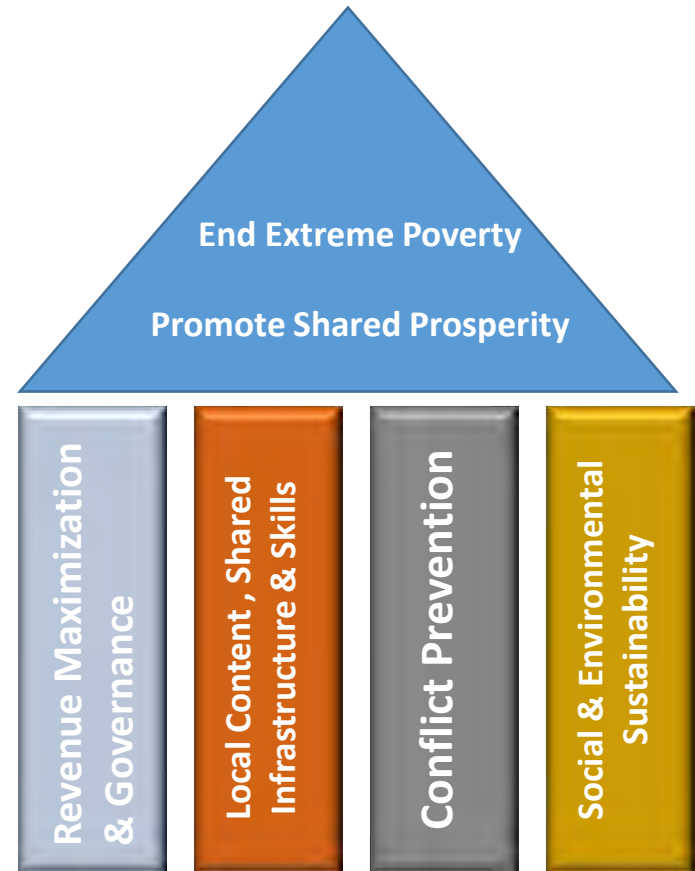 End Extreme Poverty
Promote Shared Prosperity
Revenue Maximization
& Governance
Local Content , Shared
Infrastructure & Skills
Conflict Prevention
Social & Environmental
Sustainability